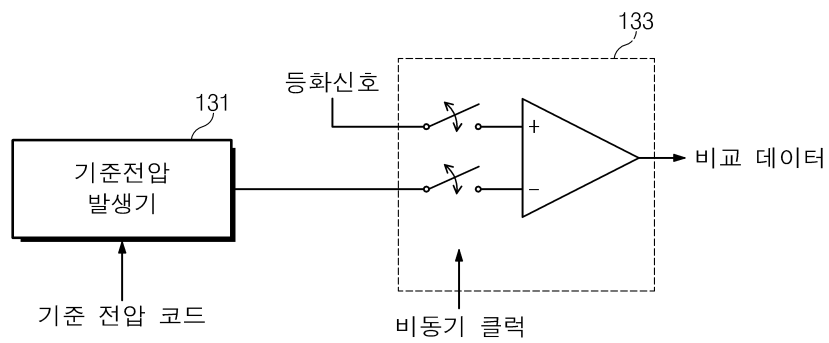 133
등화신호
131
기준전압
발생기
+
−
비교 데이터
기준 전압 코드
비동기 클럭